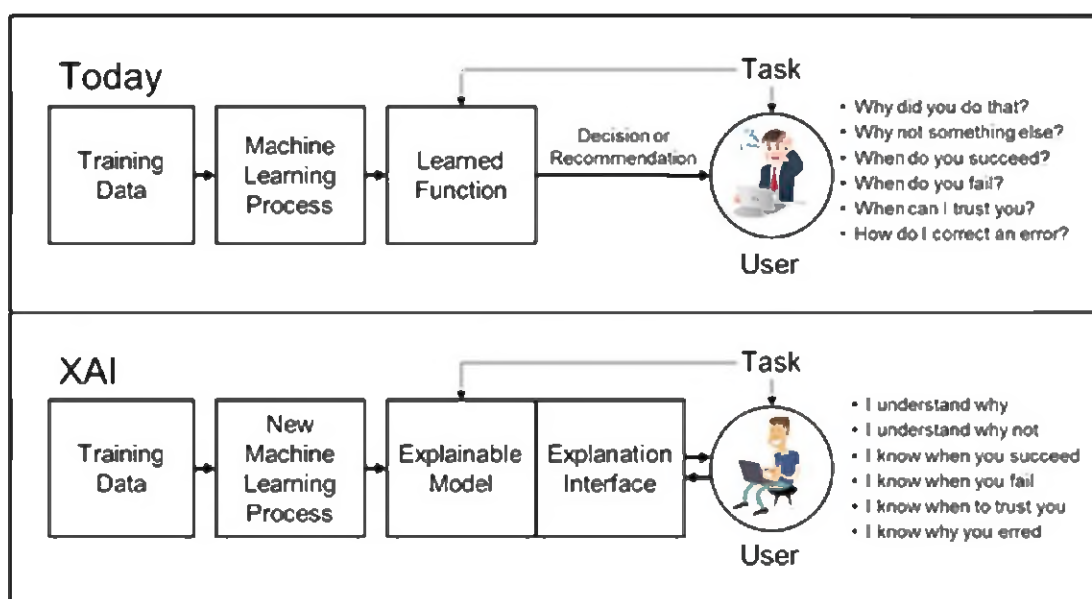 Today
Task
Training
Data
Machine
Learning
Process
Learned
Function
Decision or
Recommendation
User
• Why did you do that?
• Why not something else?
• When do you succeed?
• When do you fail?
• When can I trust you?
• How do I correct an error?
XAI
Task
Training
Data
New
Machine
Learning
Process
Explainable
Model
Explanation
Interface
User
• I understand why
• I understand why not
• I know when you succeed
• I know when you fail
• I know when to trust you
• I know why you erred